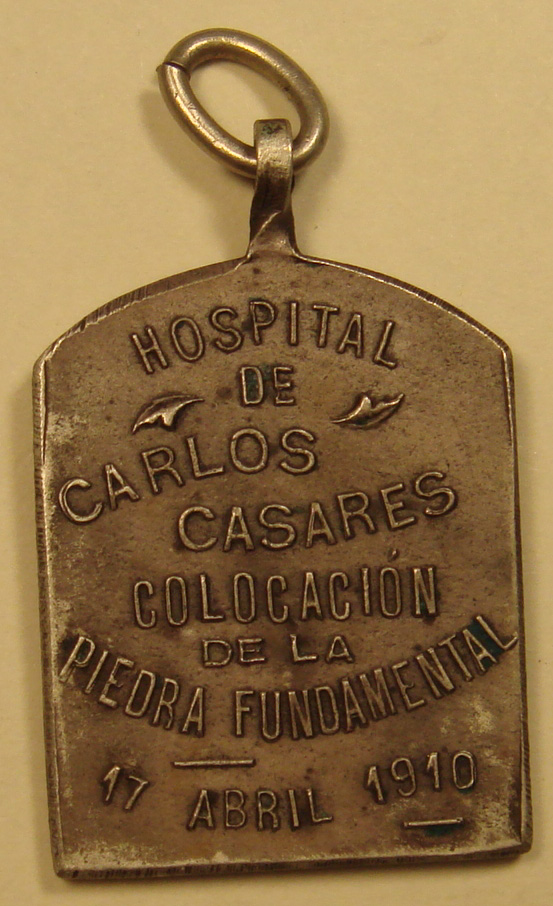 HOSPITAL
DE
CARLOS
CASARES
COLOCACIÓN
DE LA
PIEDRA FUNDAMENTAL
17 ABRIL 1910